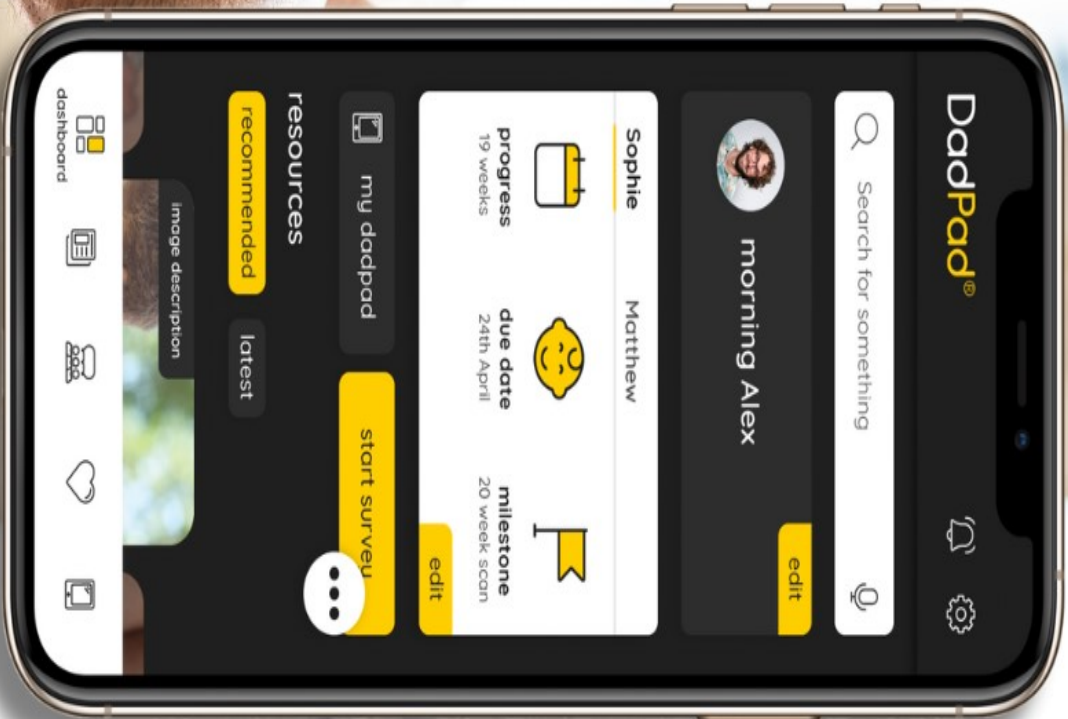 DadPad®
Search for something
morning Alex
edit
Sophie Matthew
progress due date milestone
19 weeks 24th April 20 week scan
edit
my dadpad start survey
resources
recommended latest
image description
dashboard